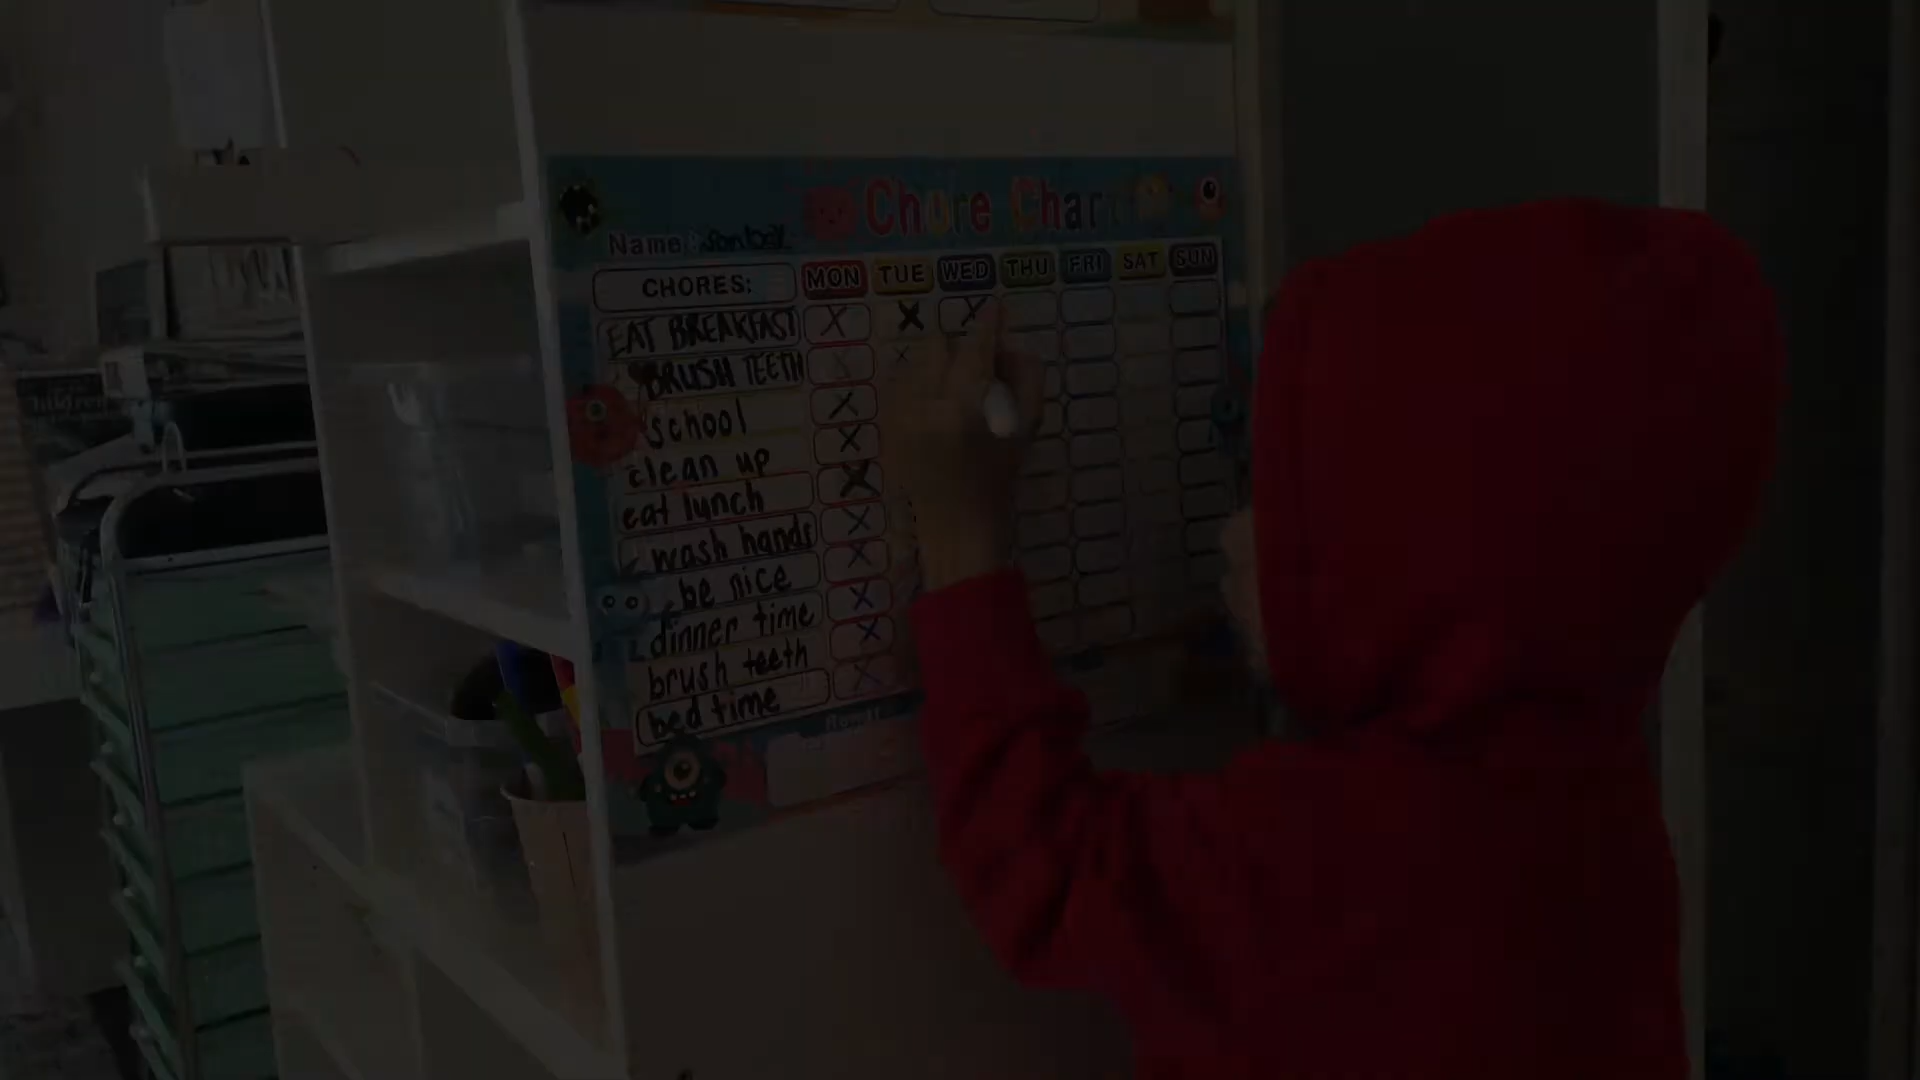 Chore Char
Name:
CHORES: MON TUE WED THU FRI SAT SUN
EAT BREAKFAST X X X
BRUSH TEETH X X
school X
clean up X
eat lunch X
wash hands X
be nice X
dinner time X
brush teeth X
bed time X